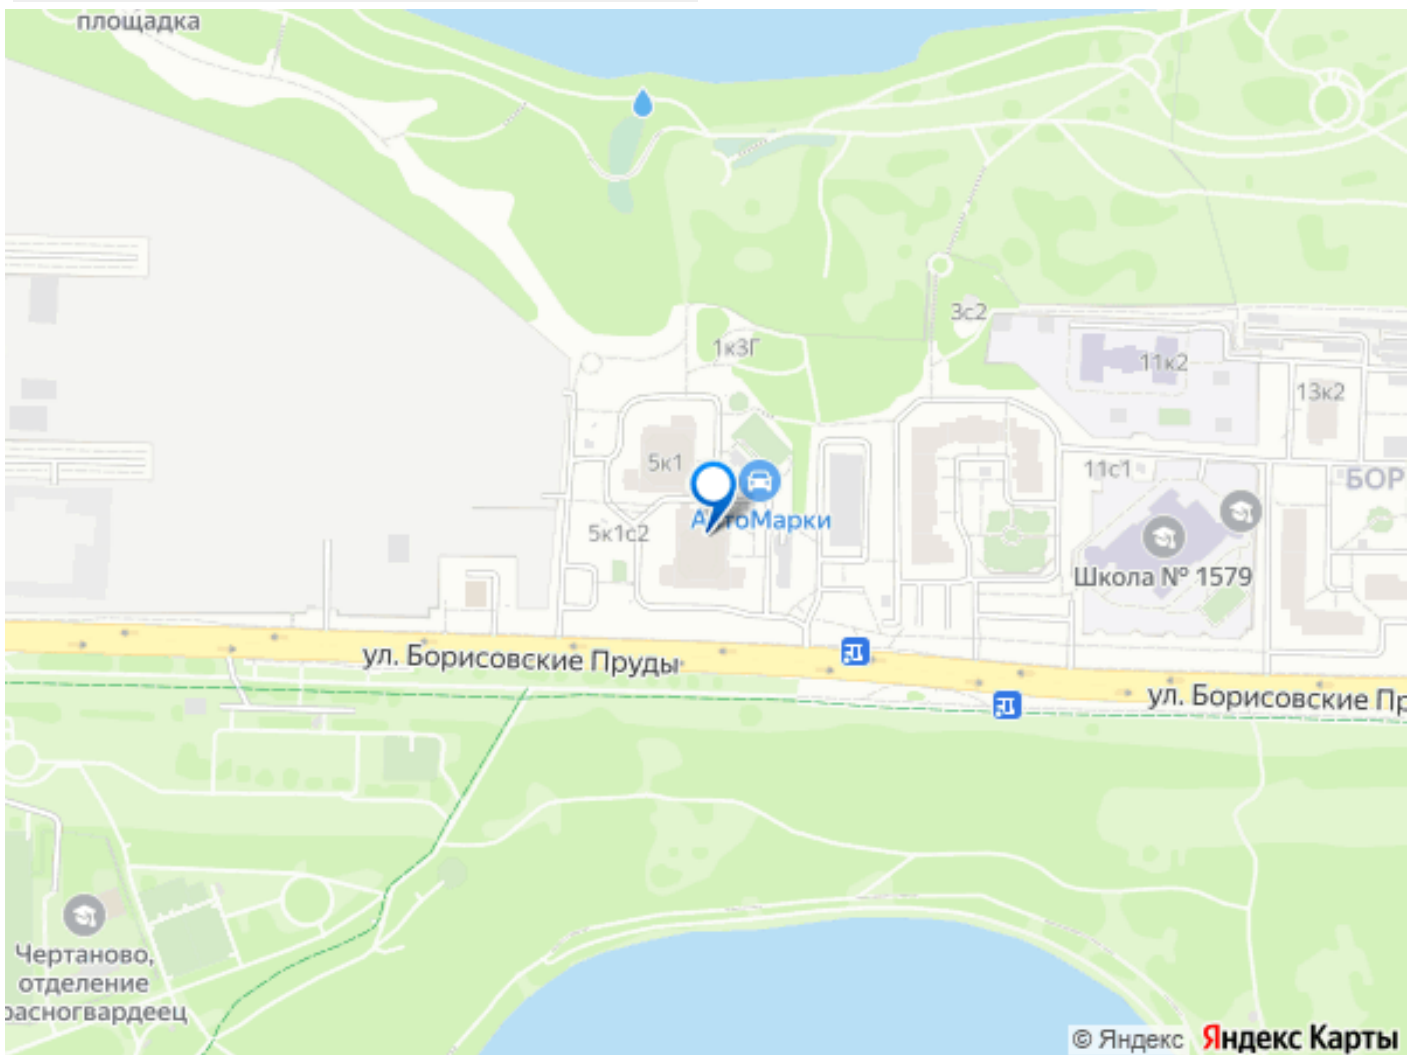 площадка
3с2
1к3Г
11к2
13к2
5к1
11с1
БОР
АвтоМарки
5к1с2
Школа № 1579
ул. Борисовские Пруды
ул. Борисовские Пр
Чертаново,
отделение
расногвардеец
© Яндекс Яндекс Карты